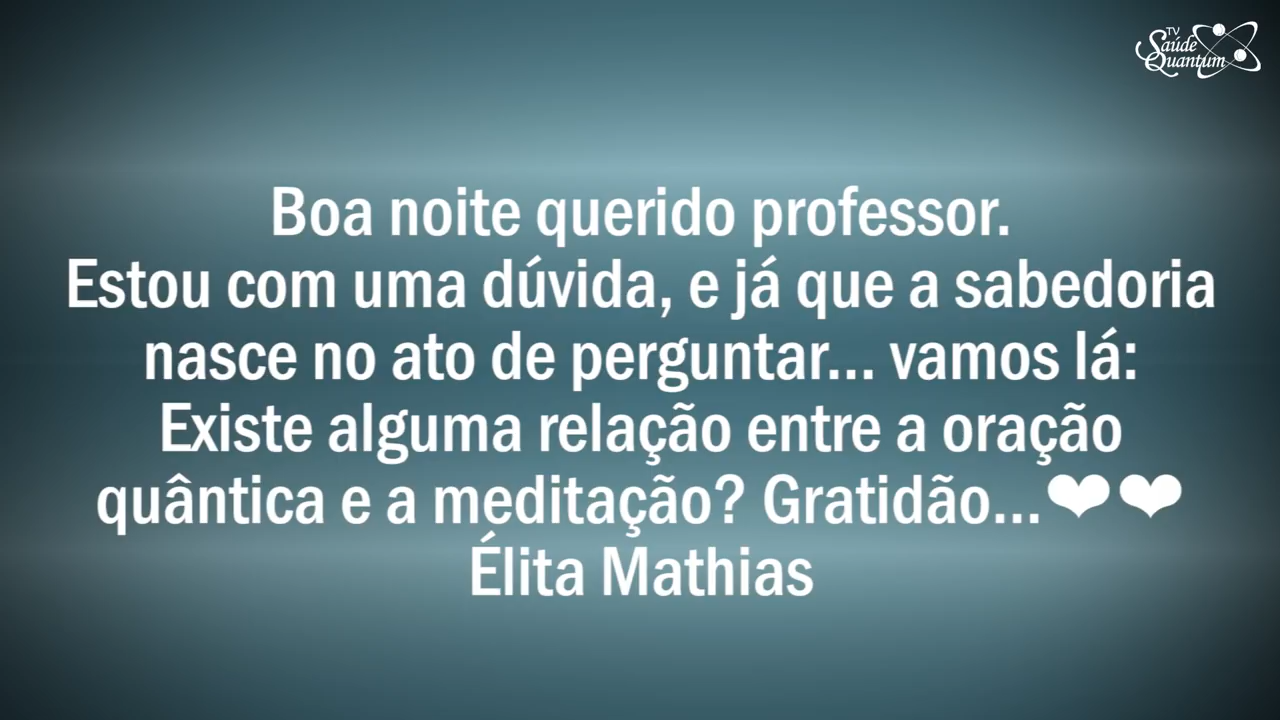 TV
Saúde
Quantum
Boa noite querido professor.
Estou com uma dúvida, e já que a sabedoria
nasce no ato de perguntar... vamos lá:
Existe alguma relação entre a oração
quântica e a meditação? Gratidão...❤❤
Élita Mathias